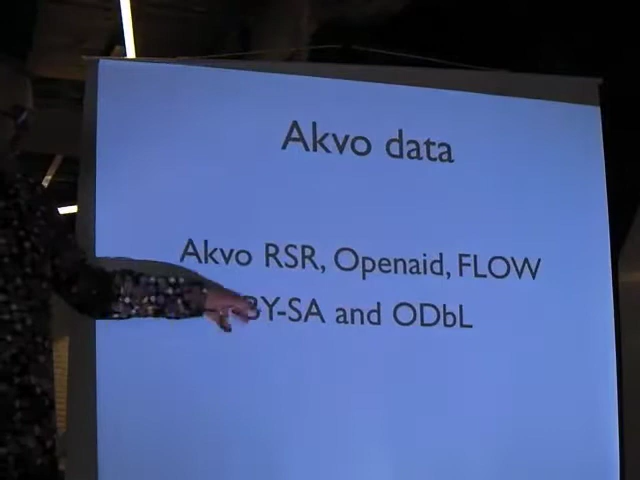 Akvo data
Akvo RSR, Openaid, FLOW
BY-SA and ODbL